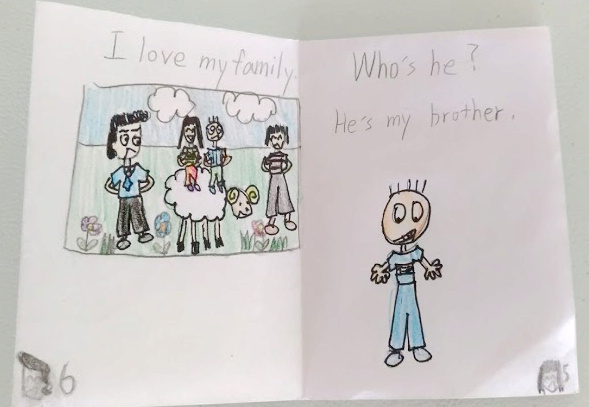 I love my family.
6
Who's he?
He's my brother.
5